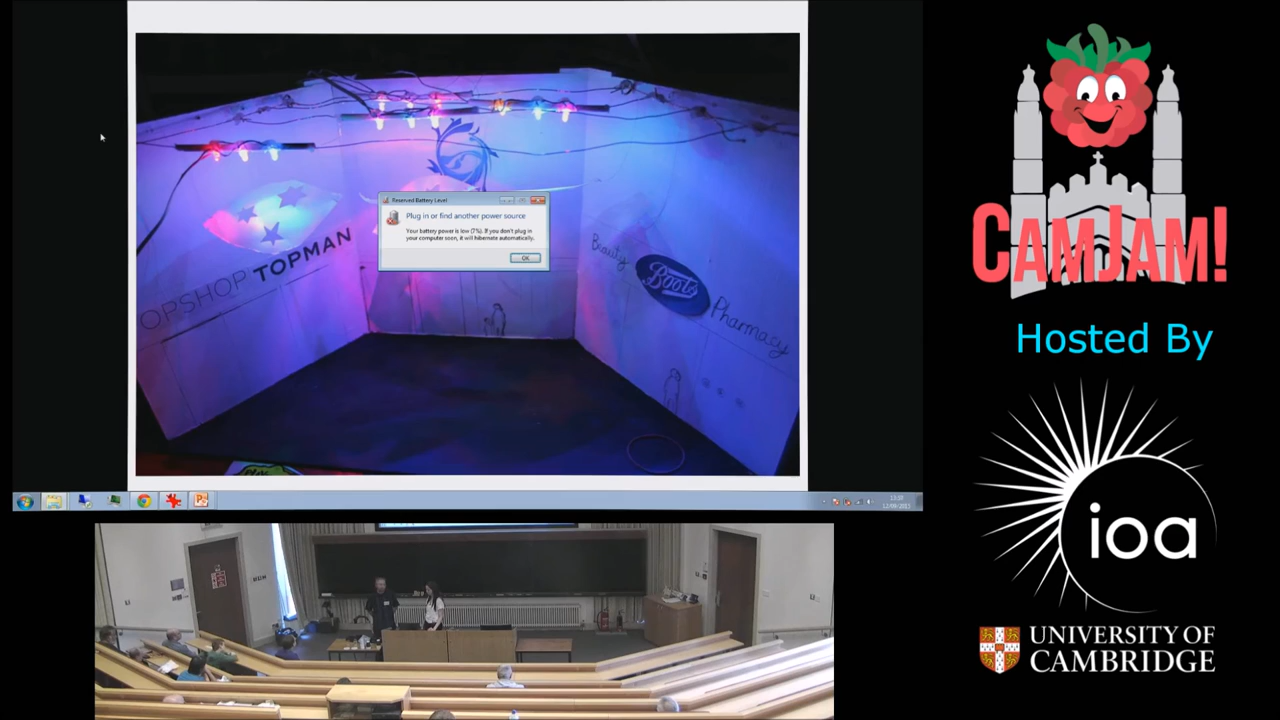 OPSHOP TOPMAN
Reserved Battery Level
Plug in or find another power source
Your battery power is low (7%). If you don't plug in
your computer soon, it will hibernate automatically.
OK
Beauty
Boots
Pharmacy
CAMJAM!
Hosted By
ioa
UNIVERSITY OF
CAMBRIDGE